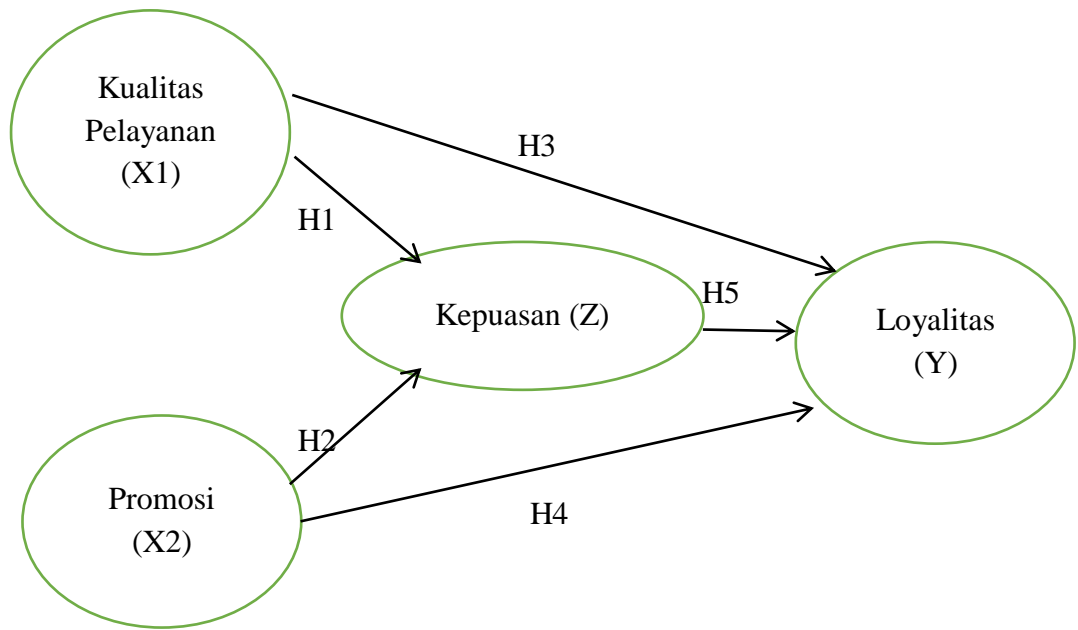 Kualitas
Pelayanan
(X1)
H3
H1
Kepuasan (Z)
H5
Loyalitas
(Y)
H2
Promosi
(X2)
H4